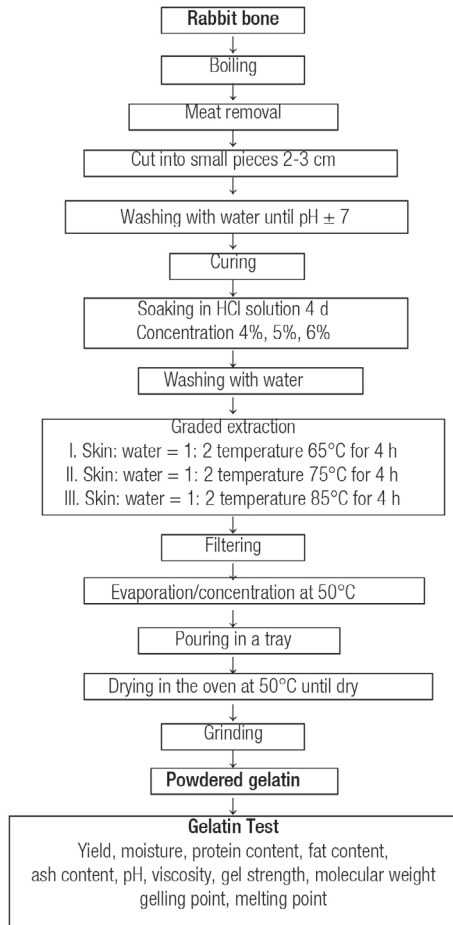 Rabbit bone
Boiling
Meat removal
Cut into small pieces 2-3 cm
Washing with water until pH ± 7
Curing
Soaking in HCl solution 4 d
Concentration 4%, 5%, 6%
Washing with water
Graded extraction
I. Skin: water = 1: 2 temperature 65°C for 4 h
II. Skin: water = 1: 2 temperature 75°C for 4 h
III. Skin: water = 1: 2 temperature 85°C for 4 h
Filtering
Evaporation/concentration at 50°C
Pouring in a tray
Drying in the oven at 50°C until dry
Grinding
Powdered gelatin
Gelatin Test
Yield, moisture, protein content, fat content,
ash content, pH, viscosity, gel strength, molecular weight
gelling point, melting point